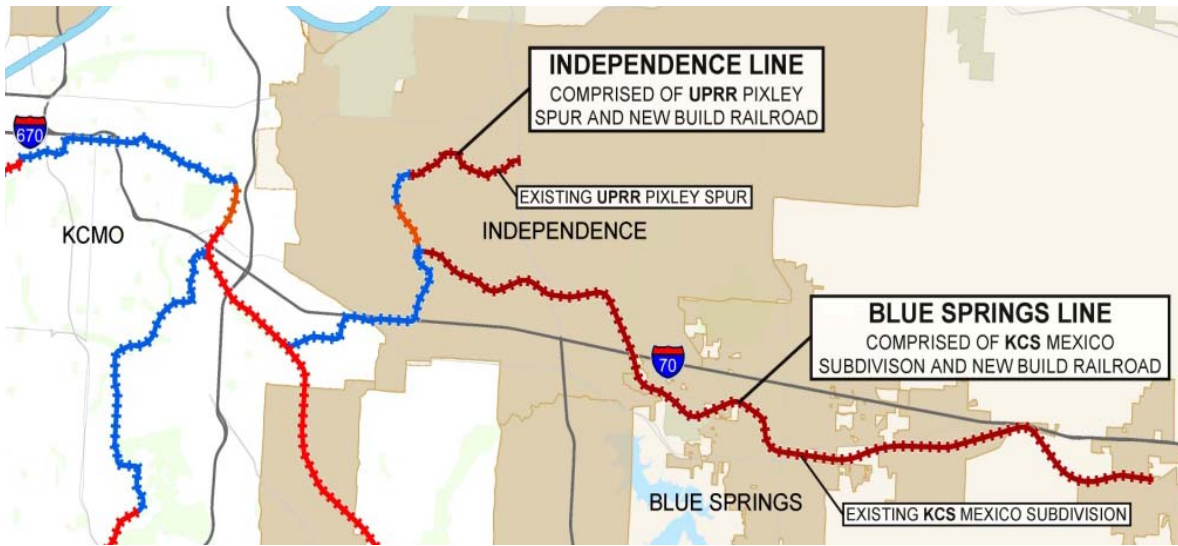 INDEPENDENCE LINE
COMPRISED OF UPRR PIXLEY
SPUR AND NEW BUILD RAILROAD
670
EXISTING UPRR PIXLEY SPUR
KCMO
INDEPENDENCE
BLUE SPRINGS LINE
COMPRISED OF KCS MEXICO
SUBDIVISON AND NEW BUILD RAILROAD
70
BLUE SPRINGS
EXISTING KCS MEXICO SUBDIVISION